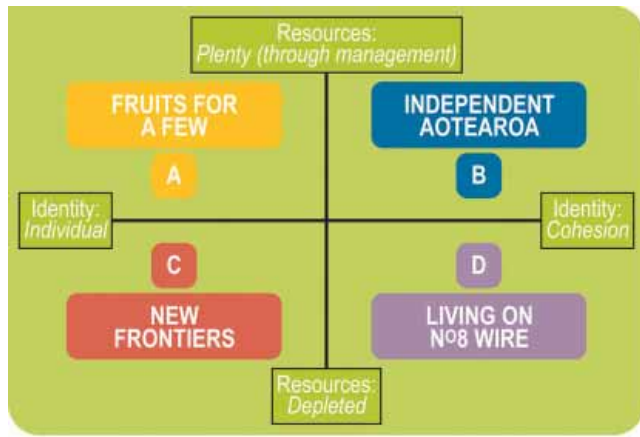 Resources:
Plenty (through management)
FRUITS FOR
A FEW
INDEPENDENT
AOTEAROA
A
B
Identity:
Individual
Identity:
Cohesion
C
D
NEW
FRONTIERS
LIVING ON
Nº8 WIRE
Resources:
Depleted